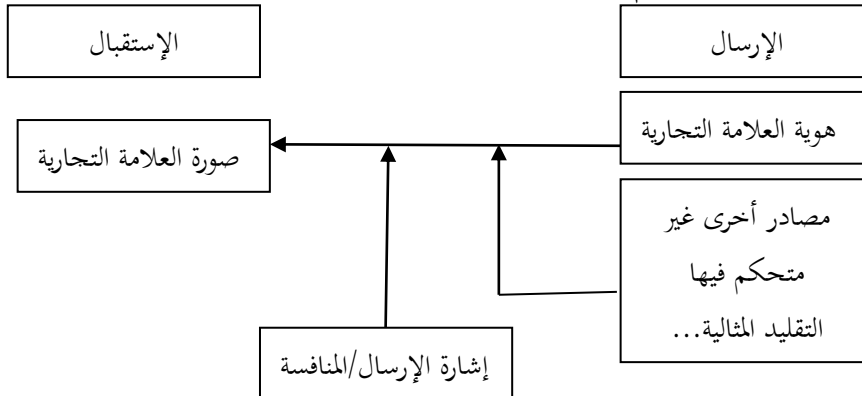 الإرسال
الإستقبال
هوية العلامة التجارية
صورة العلامة التجارية
مصادر أخرى غير
متحكم فيها
التقليد المثالية...
إشارة الإرسال/المنافسة